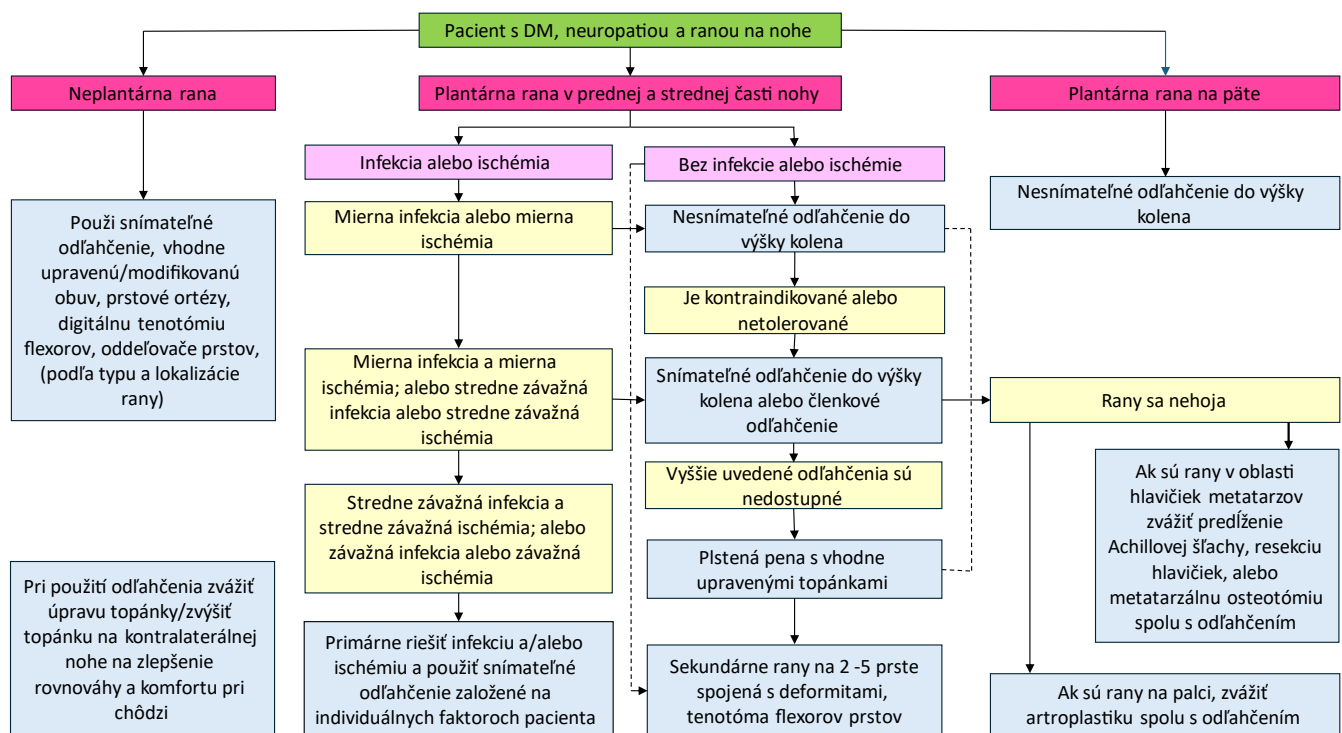 Pacient s DM, neuropatiou a ranou na nohe
Neplantárna rana
Plantárna rana v prednej a strednej časti nohy
Plantárna rana na päte
Infekcia alebo ischémia
Bez infekcie alebo ischémie
Nesnímateľné odľahčenie do výšky
kolena
Použi snímateľné
odľahčenie, vhodne
upravenú/modifikovanú
obuv, prstové ortézy,
digitálnu tenotómiu
flexorov, oddeľovače prstov,
(podľa typu a lokalizácie
rany)
Mierna infekcia alebo mierna
ischémia
Nesnímateľné odľahčenie do
výšky kolena
Je kontraindikované alebo
netolerované
Mierna infekcia a mierna
ischémia; alebo stredne závažná
infekcia alebo stredne závažná
ischémia
Snímateľné odľahčenie do výšky
kolena alebo členkové
odľahčenie
Rany sa nehoja
Vyššie uvedené odľahčenia sú
nedostupné
Ak sú rany v oblasti
hlavičiek metatarzov
zvážiť predĺženie
Achillovej šľachy, resekciu
hlavičiek, alebo
metatarzálnu osteotómiu
spolu s odľahčením
Stredne závažná infekcia a
stredne závažná ischémia; alebo
závažná infekcia alebo závažná
ischémia
Plstená pena s vhodne
upravenými topánkami
Pri použití odľahčenia zvážiť
úpravu topánky/zvýšiť
topánku na kontralaterálnej
nohe na zlepšenie
rovnováhy a komfortu pri
chôdzi
Primárne riešiť infekciu a/alebo
ischémiu a použiť snímateľné
odľahčenie založené na
individuálnych faktoroch pacienta
Sekundárne rany na 2 -5 prste
spojená s deformitami,
tenotóma flexorov prstov
Ak sú rany na palci, zvážiť
artroplastiku spolu s odľahčením